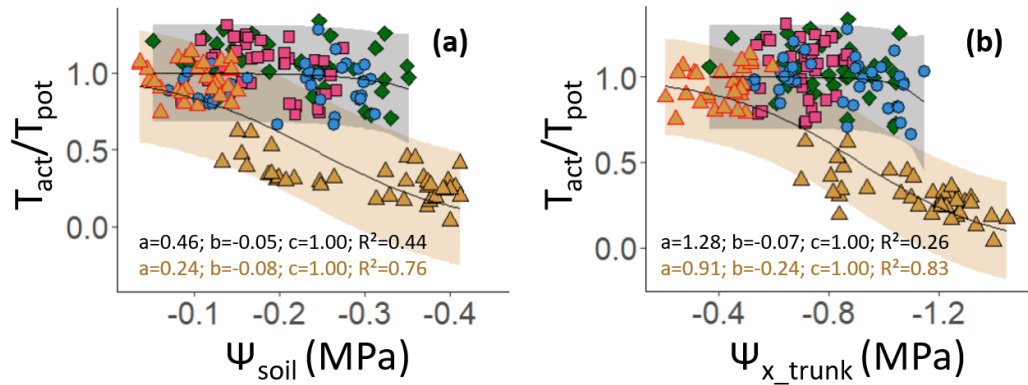 (a)
T_act/T_pot
1.0
0.5
0.0
a=0.46; b=-0.05; c=1.00; R²=0.44
a=0.24; b=-0.08; c=1.00; R²=0.76
-0.1 -0.2 -0.3 -0.4
Ψ_soil (MPa)
(b)
T_act/T_pot
1.0
0.5
0.0
a=1.28; b=-0.07; c=1.00; R²=0.26
a=0.91; b=-0.24; c=1.00; R²=0.83
-0.4 -0.8 -1.2
Ψ_x_trunk (MPa)